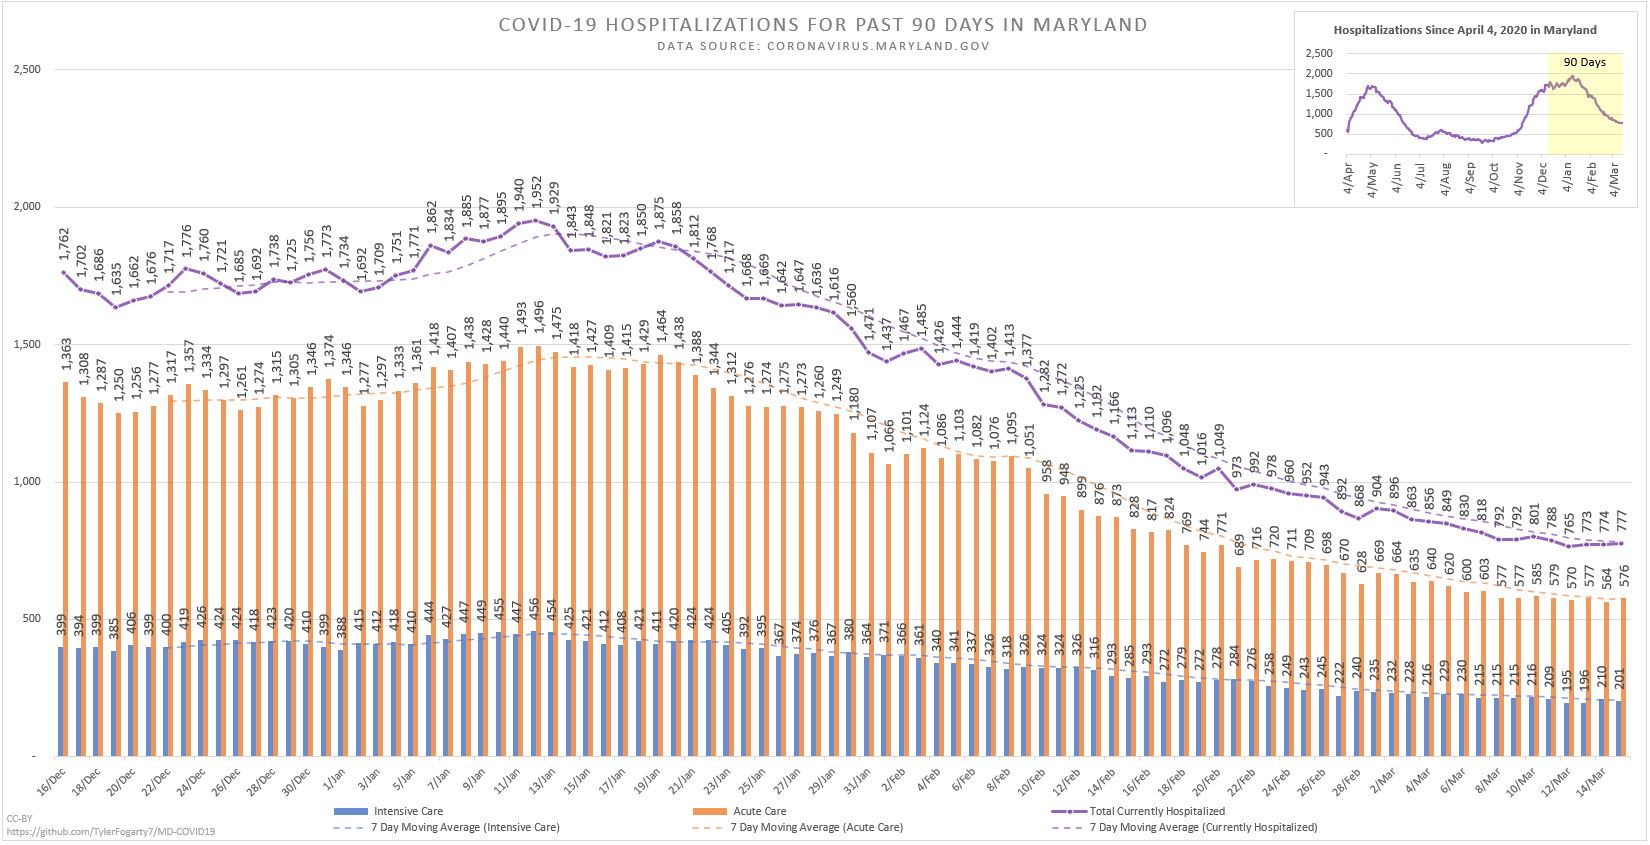 COVID-19 HOSPITALIZATIONS FOR PAST 90 DAYS IN MARYLAND
DATA SOURCE: CORONAVIRUS.MARYLAND.GOV
Hospitalizations Since April 4, 2020 in Maryland
90 Days
2,500
2,000
1,500
1,000
500
-
4/Apr 4/May 4/Jun 4/Jul 4/Aug 4/Sep 4/Oct 4/Nov 4/Dec 4/Jan 4/Feb 4/Mar
2,500
2,000
1,500
1,000
500
-
1,762 1,702 1,686 1,635 1,662 1,676 1,717 1,776 1,760 1,721 1,685 1,692 1,738 1,725 1,756 1,773 1,734 1,692 1,709 1,751 1,771 1,862 1,834 1,885 1,877 1,895 1,940 1,952 1,929 1,843 1,848 1,821 1,823 1,850 1,875 1,858 1,812 1,768 1,717 1,668 1,669 1,642 1,647 1,636 1,616 1,560 1,471 1,437 1,467 1,485 1,426 1,444 1,419 1,402 1,413 1,377 1,282 1,272 1,225 1,192 1,166 1,113 1,110 1,096 1,048 1,016 1,049 973 992 978 960 952 943 892 868 904 896 863 856 849 830 818 792 792 801 788 765 773 774 777
1,363 1,308 1,287 1,250 1,256 1,277 1,317 1,357 1,334 1,297 1,261 1,274 1,315 1,305 1,346 1,374 1,346 1,277 1,297 1,333 1,361 1,418 1,407 1,438 1,428 1,440 1,493 1,496 1,475 1,418 1,427 1,409 1,415 1,429 1,464 1,438 1,388 1,344 1,312 1,276 1,274 1,275 1,273 1,260 1,249 1,180 1,107 1,066 1,101 1,124 1,086 1,103 1,082 1,076 1,095 1,051 958 948 899 876 873 828 817 824 769 744 771 689 716 720 711 709 698 670 628 669 664 635 640 620 600 603 577 577 585 579 570 577 564 576
399 394 399 385 406 399 400 419 426 424 424 418 423 420 410 399 388 415 412 418 410 444 427 447 449 455 447 456 454 425 421 412 408 421 411 420 424 424 405 392 395 367 374 376 367 380 364 371 366 361 340 341 337 326 318 326 324 324 326 316 293 285 293 272 279 272 278 284 276 258 249 243 245 222 240 235 232 228 216 229 230 215 215 215 216 209 195 196 210 201
16/Dec 18/Dec 20/Dec 22/Dec 24/Dec 26/Dec 28/Dec 30/Dec 1/Jan 3/Jan 5/Jan 7/Jan 9/Jan 11/Jan 13/Jan 15/Jan 17/Jan 19/Jan 21/Jan 23/Jan 25/Jan 27/Jan 29/Jan 31/Jan 2/Feb 4/Feb 6/Feb 8/Feb 10/Feb 12/Feb 14/Feb 16/Feb 18/Feb 20/Feb 22/Feb 24/Feb 26/Feb 28/Feb 2/Mar 4/Mar 6/Mar 8/Mar 10/Mar 12/Mar 14/Mar
Intensive Care Acute Care Total Currently Hospitalized
7 Day Moving Average (Intensive Care) 7 Day Moving Average (Acute Care) 7 Day Moving Average (Currently Hospitalized)
CC-BY
https://github.com/TylerFogarty7/MD-COVID19